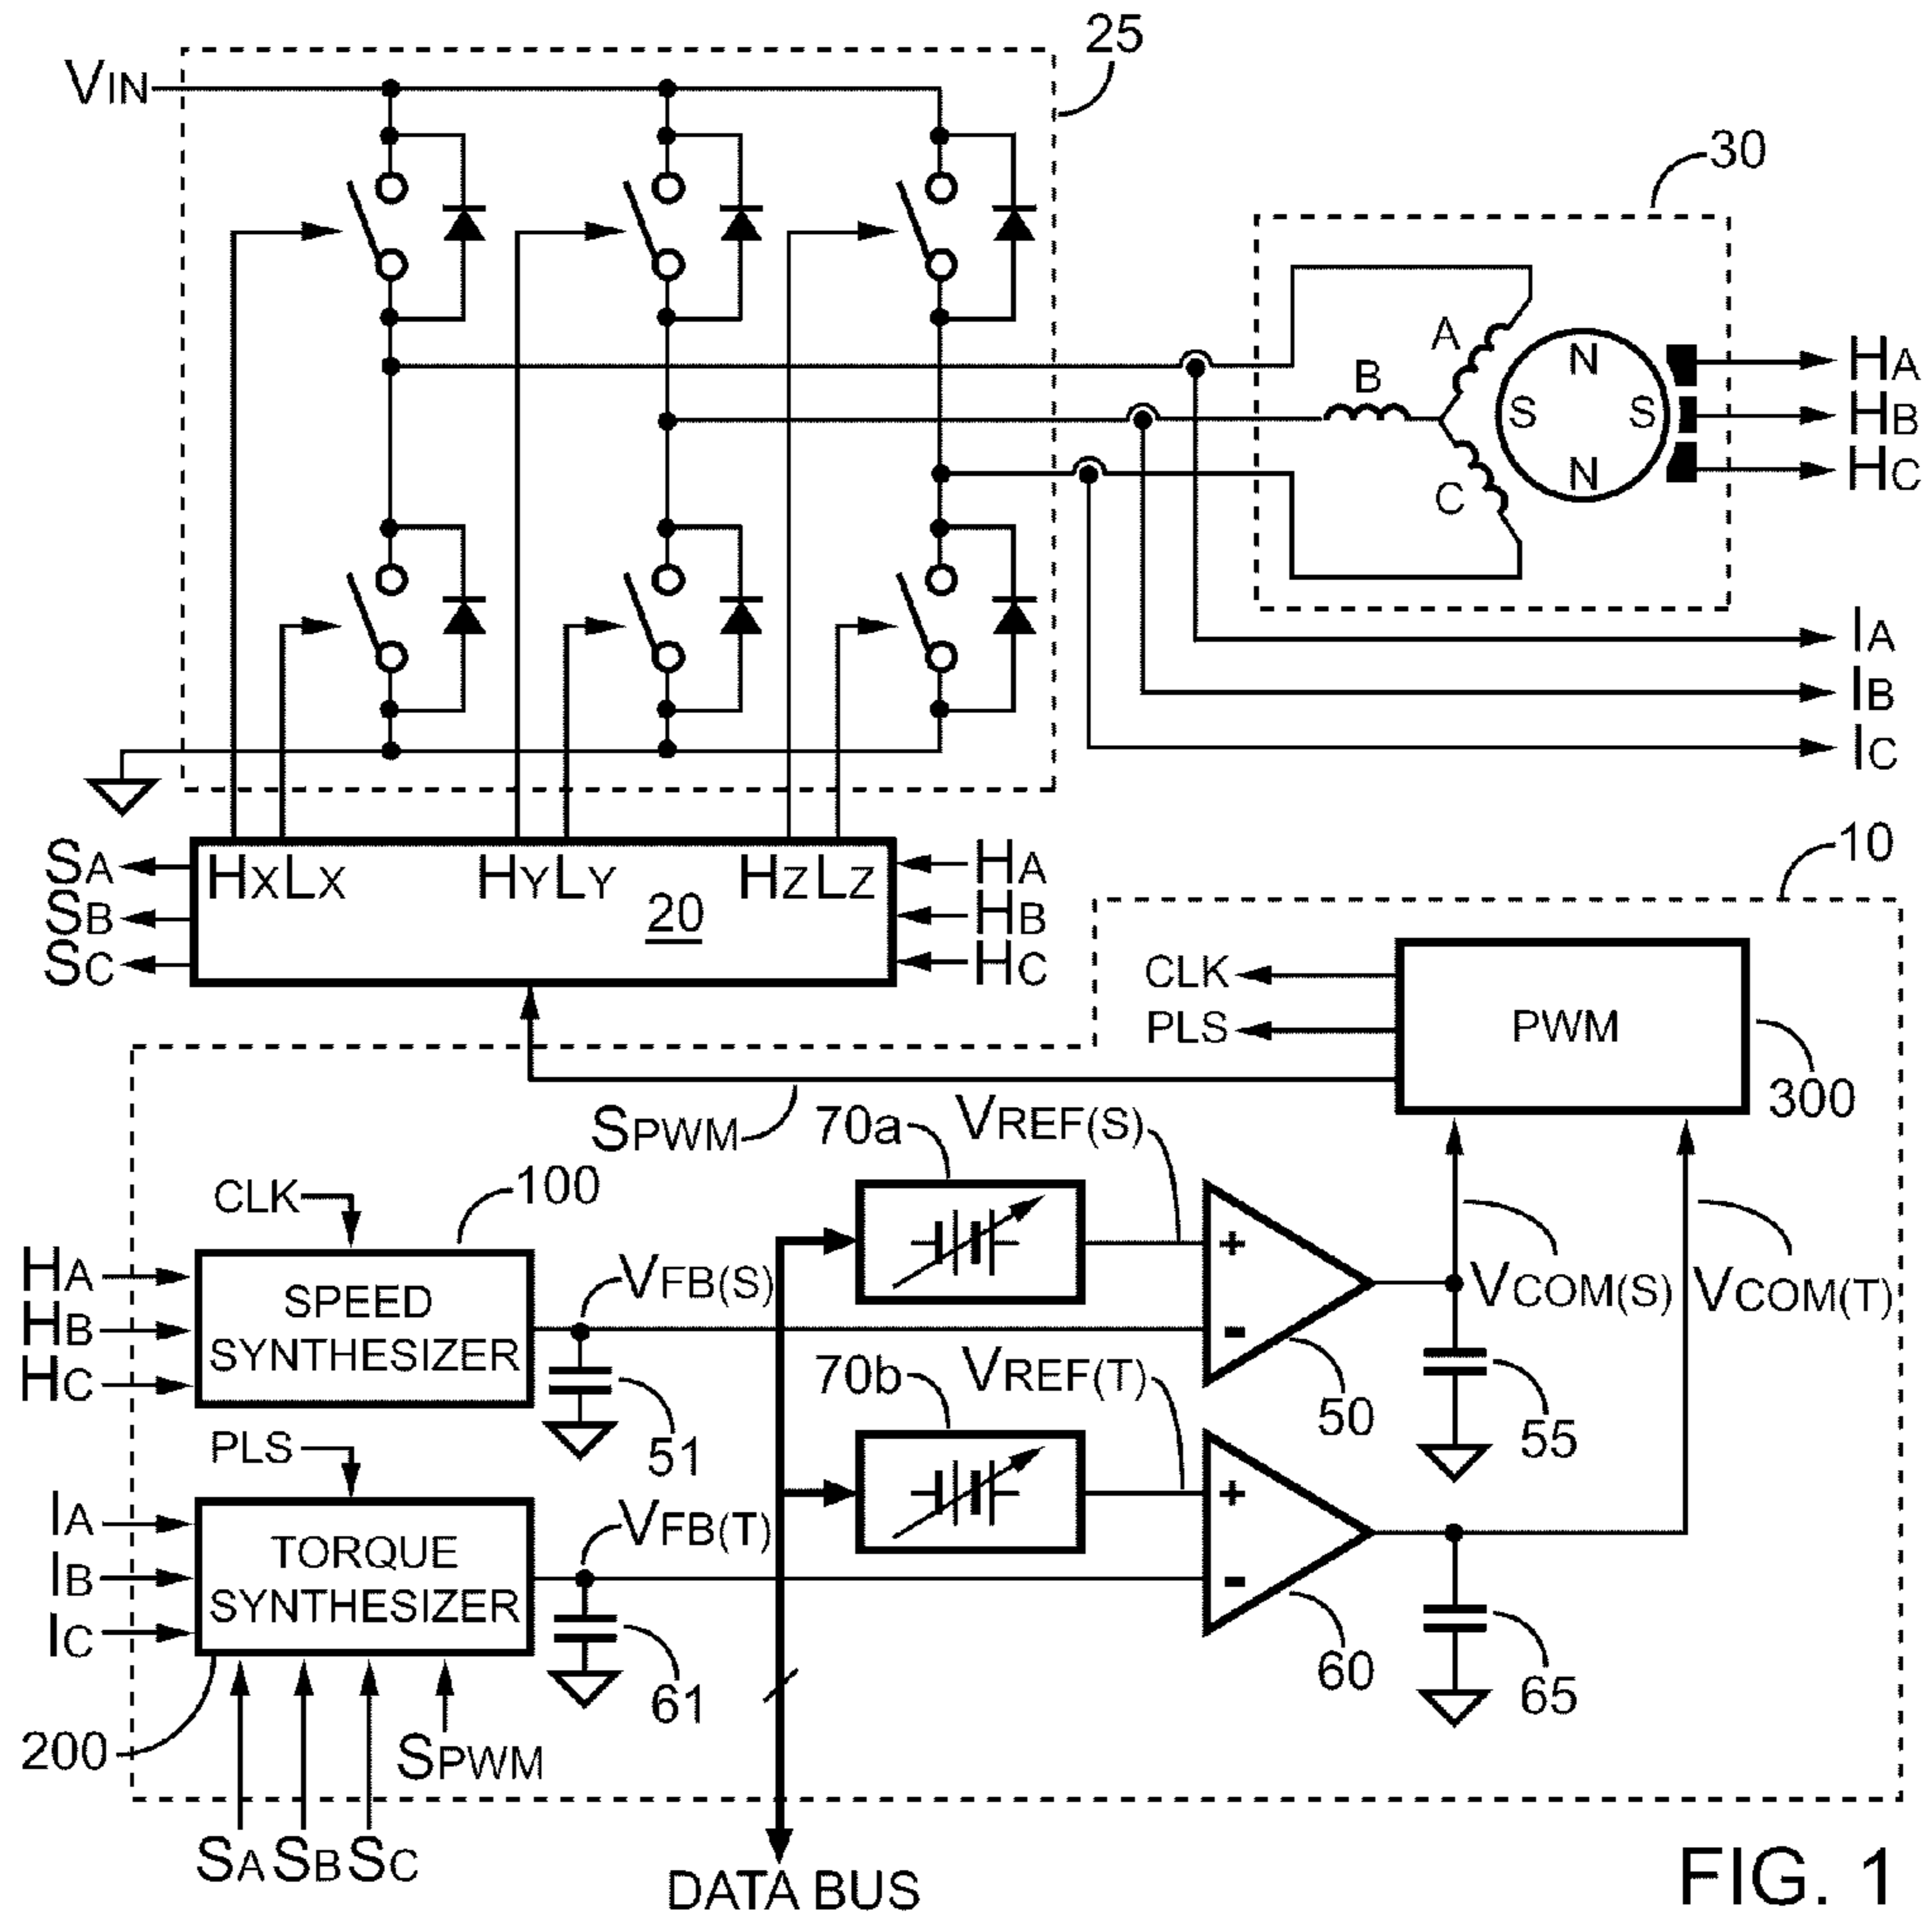 25
VIN
30
A
B
C
N
S S
N
HA
HB
HC
IA
IB
IC
10
SA
SB
SC
HXLX HYLY HZLZ
20
HA
HB
HC
CLK
PLS
PWM
300
SPWM
70a
VREF(S)
CLK
100
HA
HB
HC
SPEED
SYNTHESIZER
VFB(S)
51
+
-
50
VCOM(S)
VCOM(T)
55
70b
VREF(T)
PLS
IA
IB
IC
TORQUE
SYNTHESIZER
VFB(T)
61
+
-
60
65
200
SPWM
SA SB SC
DATA BUS
FIG. 1